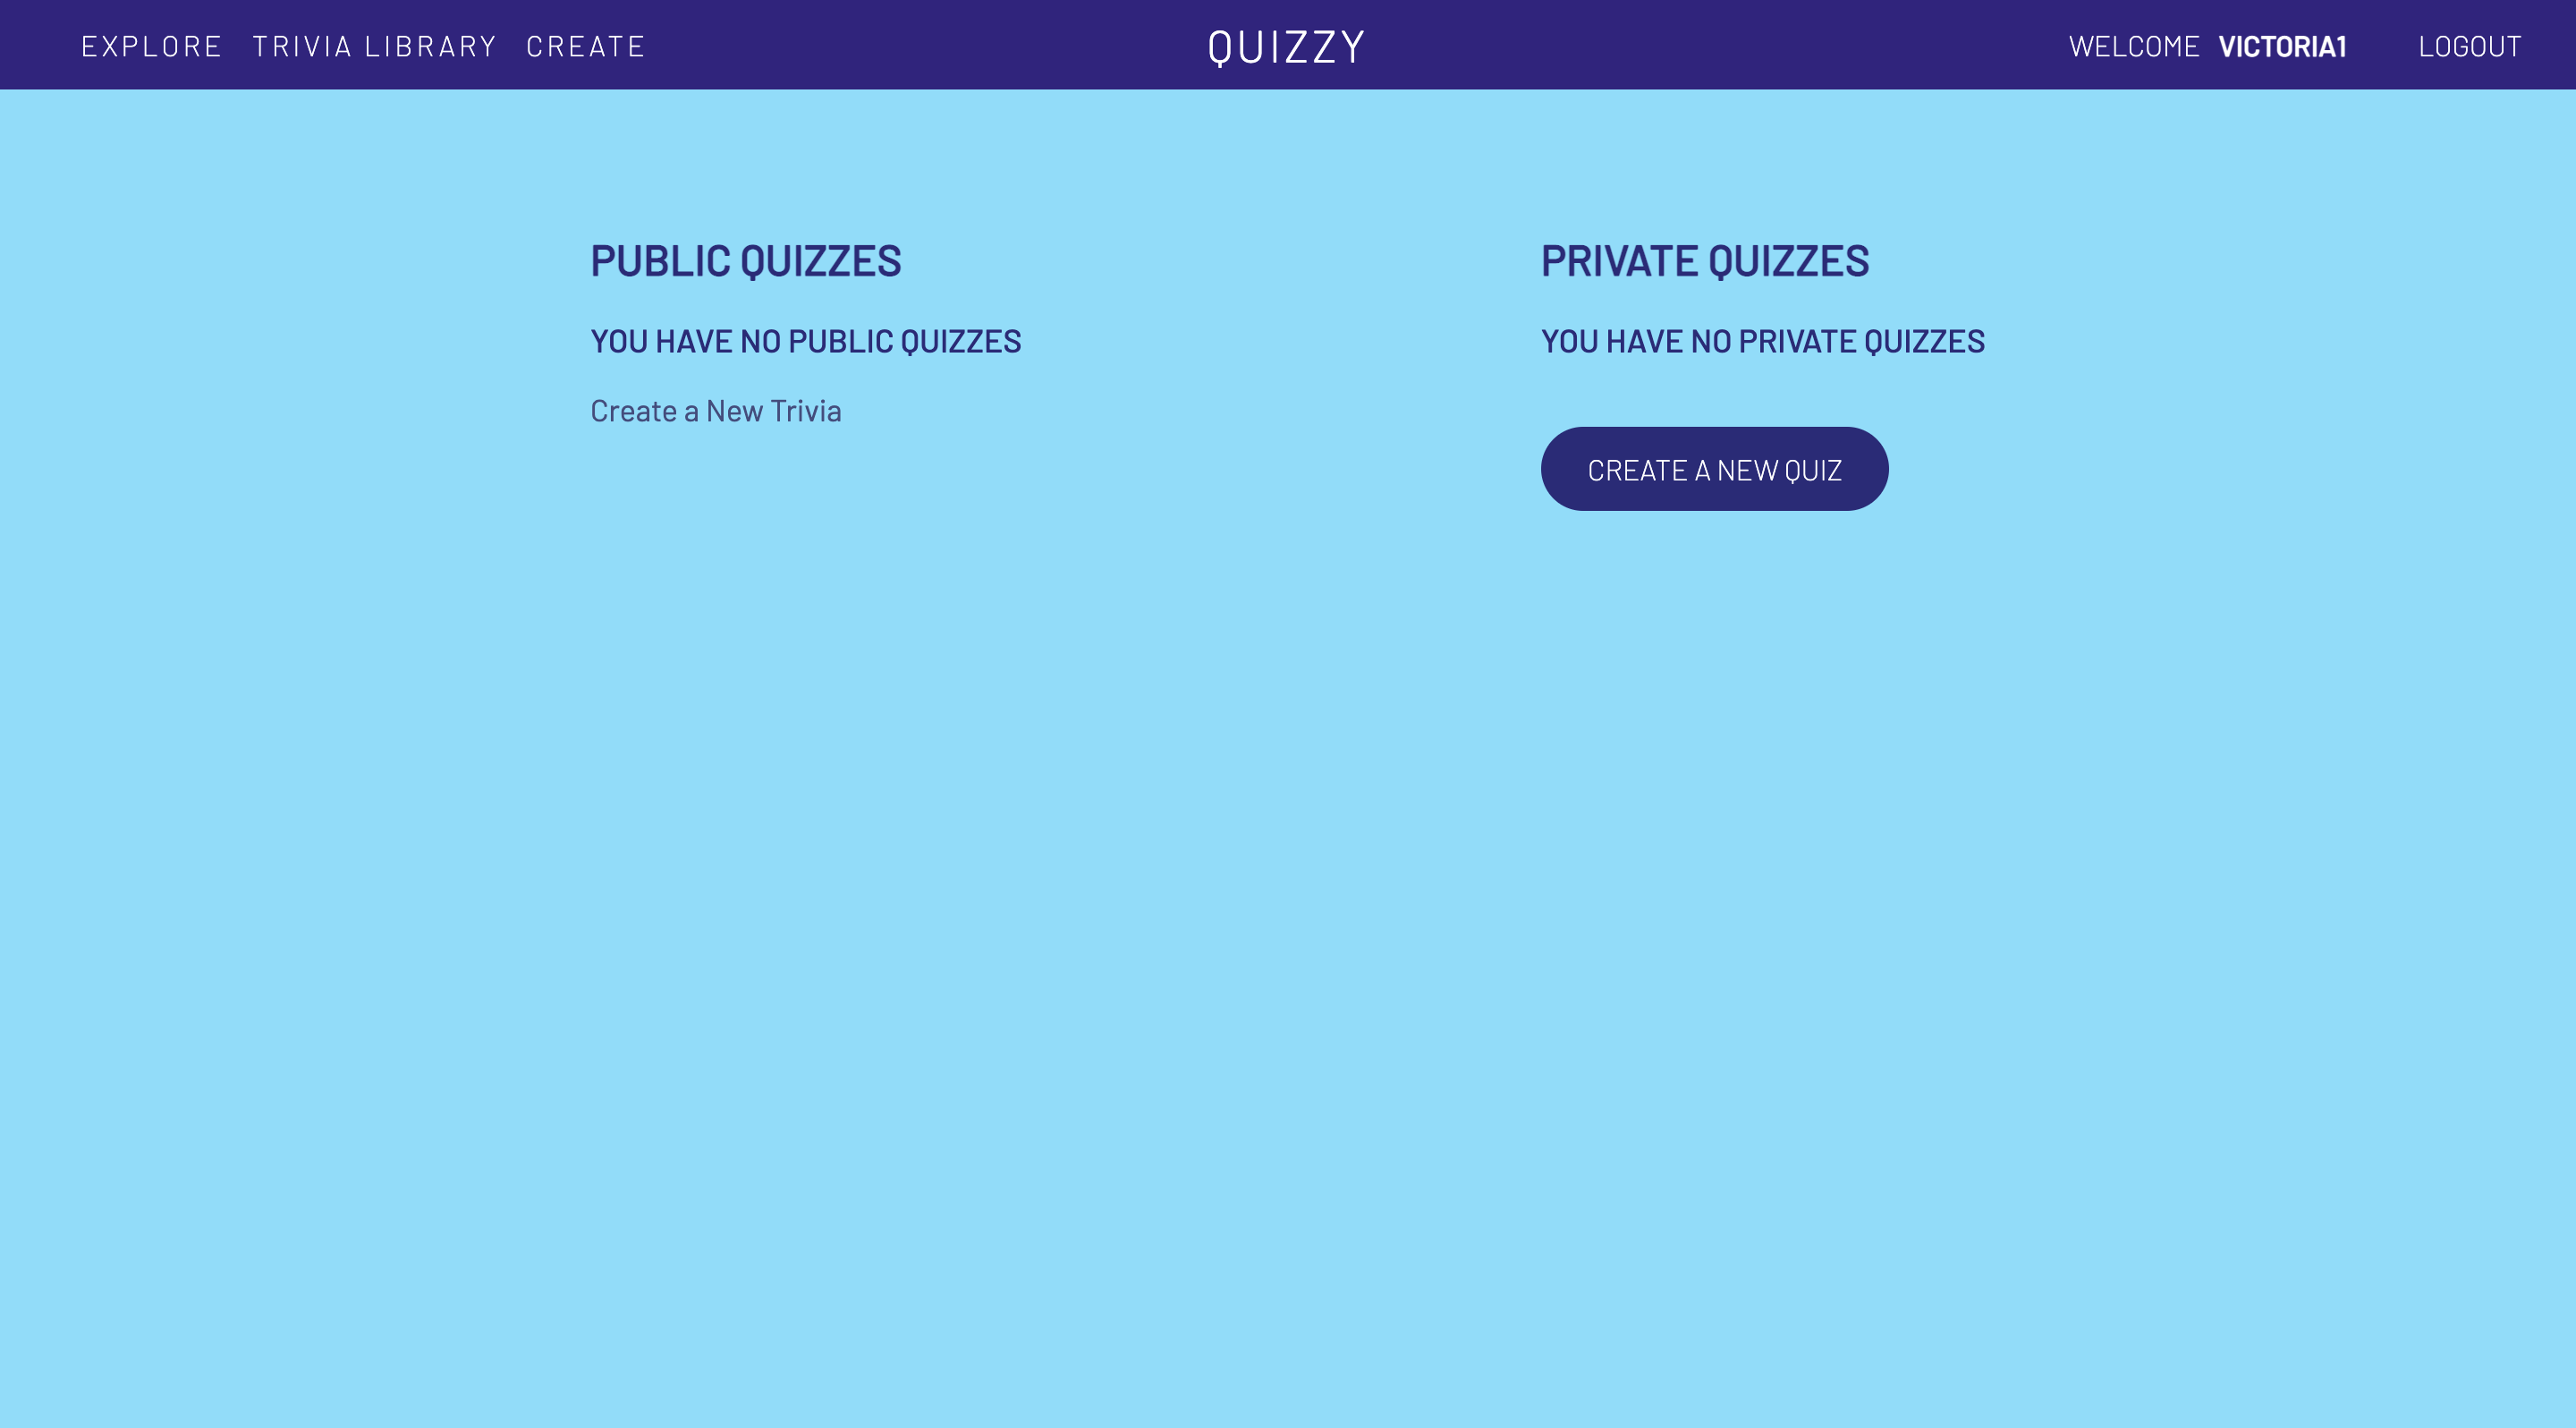 EXPLORE TRIVIA LIBRARY CREATE QUIZZY WELCOME VICTORIA1 LOGOUT
PUBLIC QUIZZES
YOU HAVE NO PUBLIC QUIZZES
Create a New Trivia
PRIVATE QUIZZES
YOU HAVE NO PRIVATE QUIZZES
CREATE A NEW QUIZ